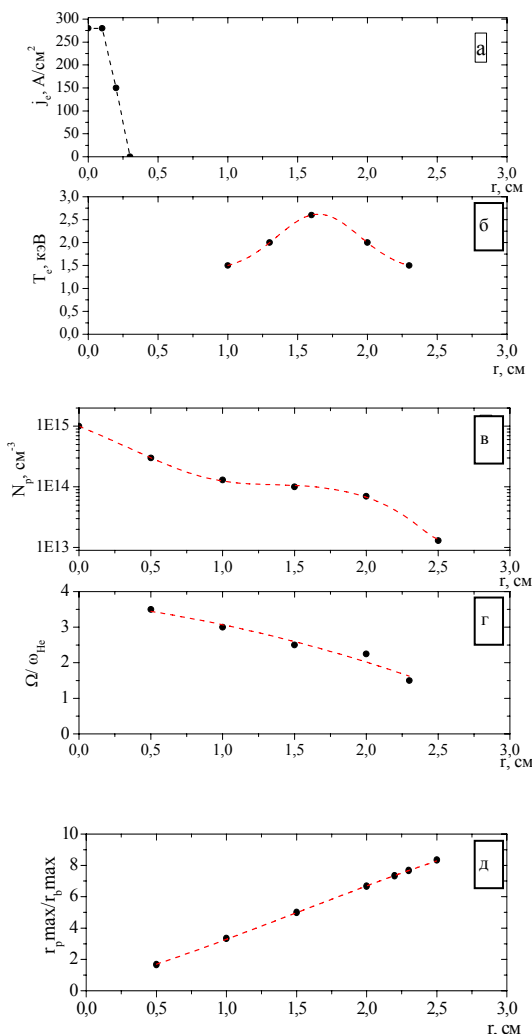 300
250
200
150
100
50
0
j_e, А/см²
а
0,0 0,5 1,0 1,5 2,0 2,5 3,0
r, см
3,0
2,5
2,0
1,5
1,0
0,5
0,0
T_e, кэВ
б
0,0 0,5 1,0 1,5 2,0 2,5 3,0
r, см
1E15
1E14
1E13
N_p, см⁻³
в
0,0 0,5 1,0 1,5 2,0 2,5 3,0
r, см
4
3
2
1
0
Ω/ ω_He
г
0,0 0,5 1,0 1,5 2,0 2,5 3,0
r, см
10
8
6
4
2
0
r_p max/r_b max
д
0,0 0,5 1,0 1,5 2,0 2,5 3,0
r, см